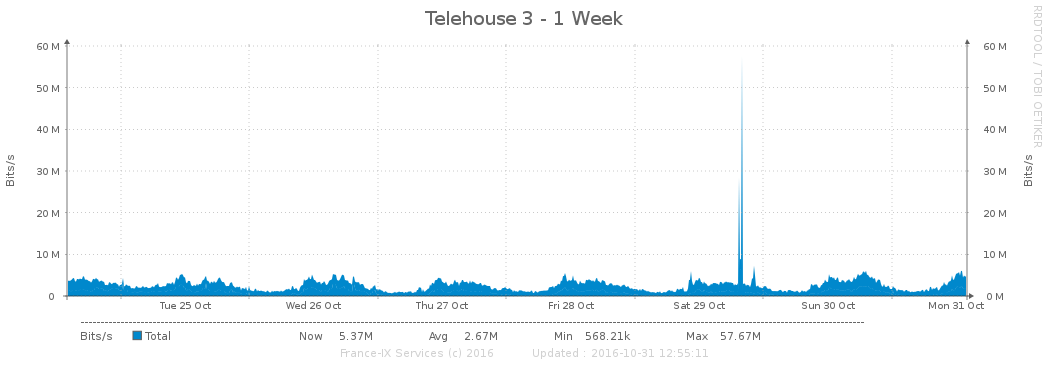 Telehouse 3 - 1 Week
RRDTOOL / TOBI OETIKER
Bits/s
60 M
50 M
40 M
30 M
20 M
10 M
0
60 M
50 M
40 M
30 M
20 M
10 M
0 M
Bits/s
Tue 25 Oct Wed 26 Oct Thu 27 Oct Fri 28 Oct Sat 29 Oct Sun 30 Oct Mon 31 Oct
Bits/s Total Now 5.37M Avg 2.67M Min 568.21k Max 57.67M
France-IX Services (c) 2016 Updated : 2016-10-31 12:55:11